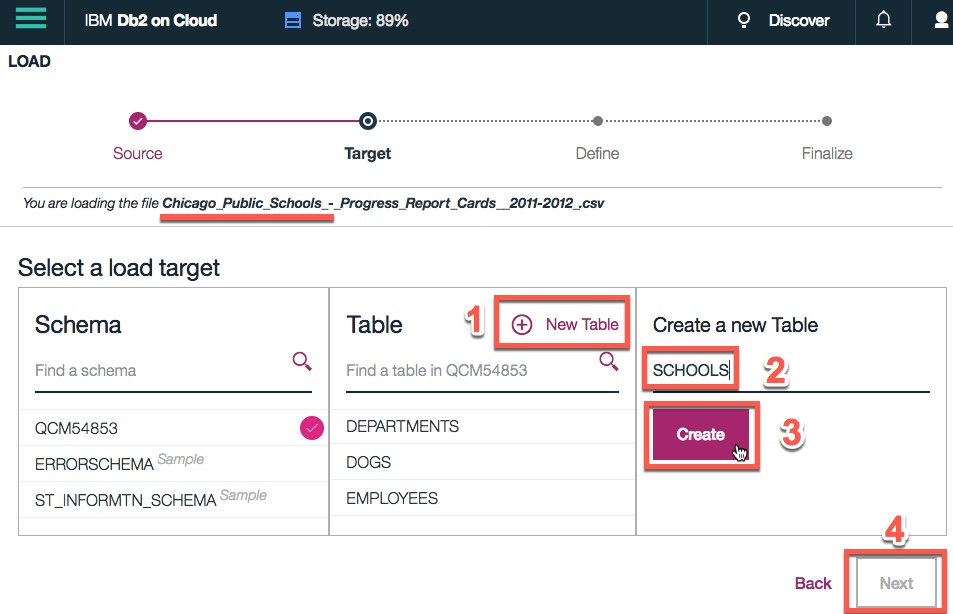 IBM Db2 on Cloud
Storage: 89%
Discover
LOAD
Source
Target
Define
Finalize
You are loading the file Chicago_Public_Schools_-_Progress_Report_Cards__2011-2012_.csv
Select a load target
Schema
Find a schema
QCM54853
ERRORSCHEMA Sample
ST_INFORMTN_SCHEMA Sample
Table
1
New Table
Find a table in QCM54853
DEPARTMENTS
DOGS
EMPLOYEES
Create a new Table
SCHOOLS
2
Create
3
4
Back
Next